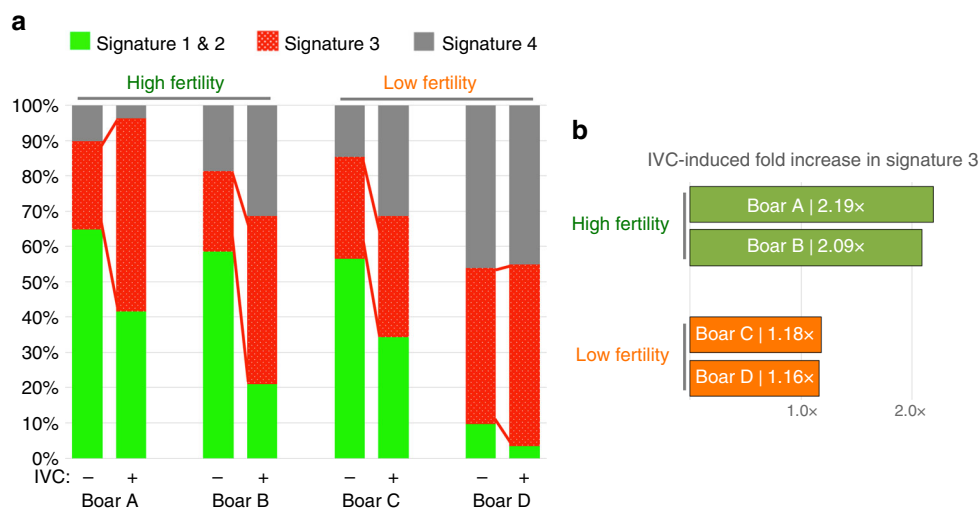 a
Signature 1 & 2
Signature 3
Signature 4
High fertility
Low fertility
100%
90%
80%
70%
60%
50%
40%
30%
20%
10%
0%
IVC: – + – + – + – +
Boar A Boar B Boar C Boar D
b
IVC-induced fold increase in signature 3
High fertility
Boar A | 2.19×
Boar B | 2.09×
Low fertility
Boar C | 1.18×
Boar D | 1.16×
1.0× 2.0×